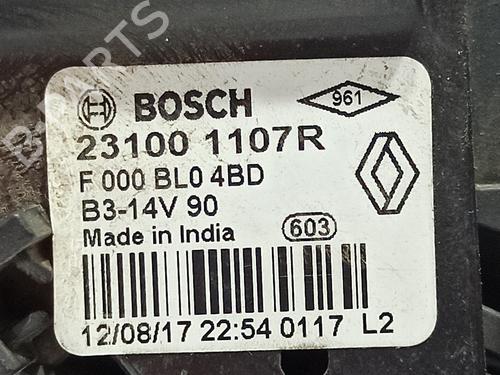 B-PARTS
BOSCH
961
23100 1107R
F 000 BL0 4BD
B3-14V 90
Made in India
603
12/08/17 22:54 0117 L2